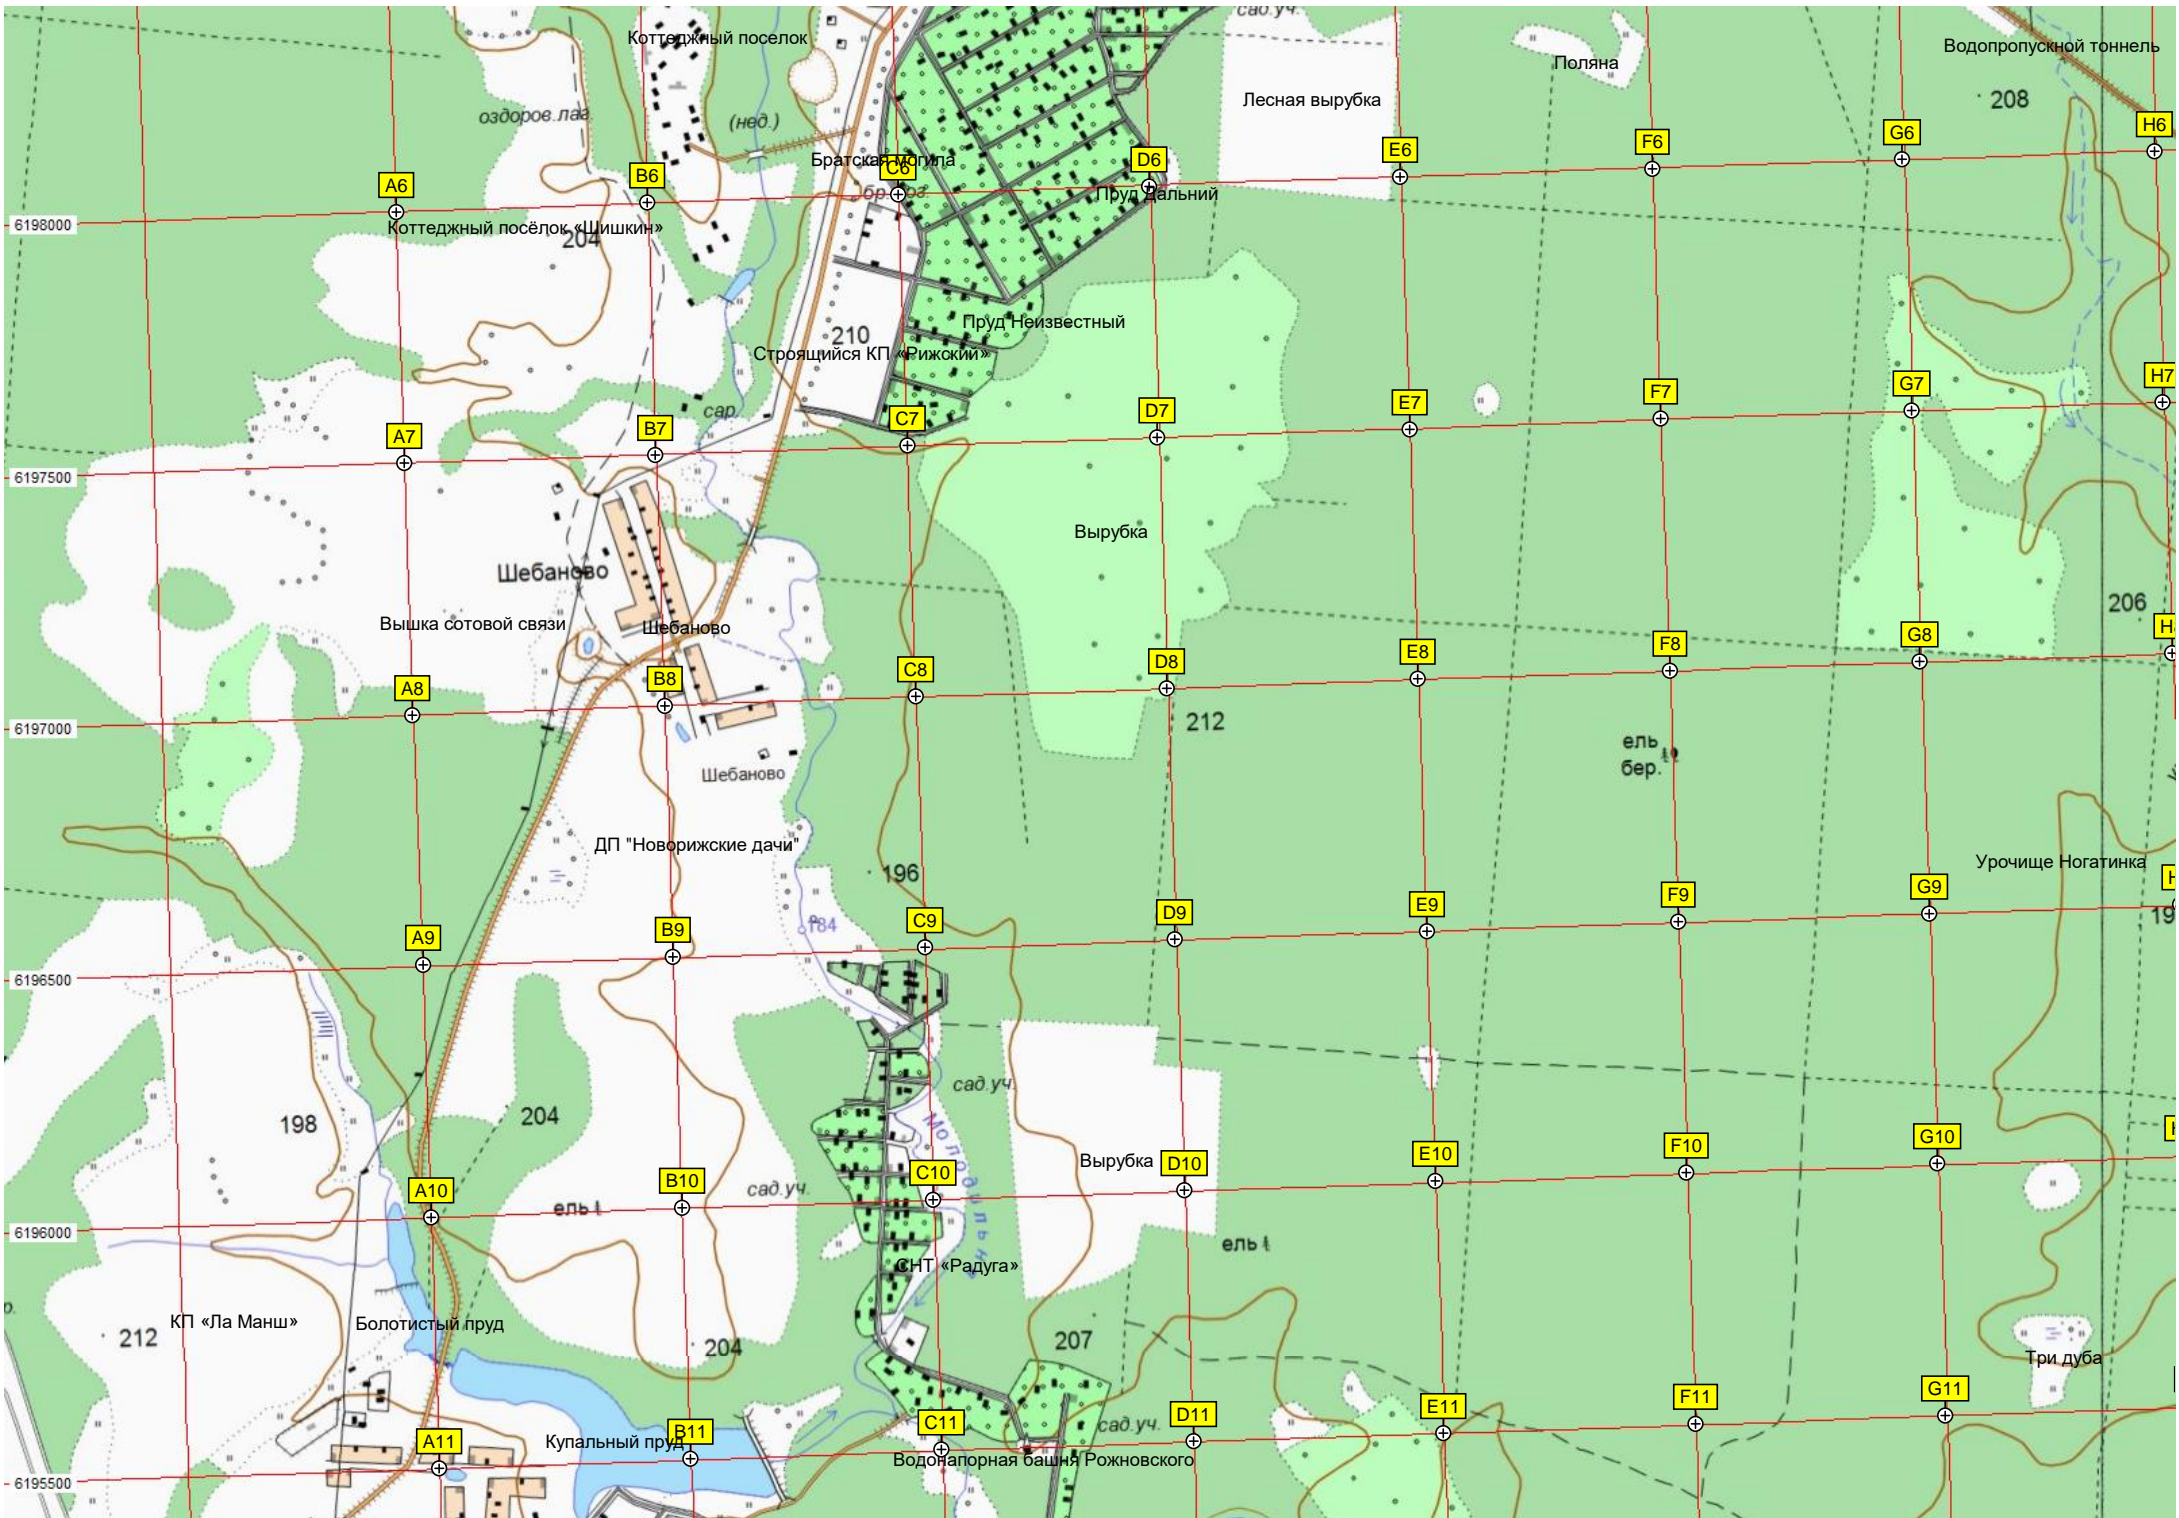 сад.уч.
Коттеджный поселок
Водопропускной тоннель
Поляна
Лесная вырубка
208
оздоров.лаг.
(нед.)
H6
G6
F6
E6
D6
Братская могила
C6
B6
A6
Пруд Дальний
6198000
Коттеджный посёлок «Шишкин»
204
Пруд Неизвестный
210
Строящийся КП «Рижский»
H7
G7
F7
E7
D7
сар.
C7
B7
A7
6197500
Вырубка
Шебаново
206
Вышка сотовой связи
Шебаново
G8
F8
E8
D8
C8
B8
A8
212
6197000
ель
бер.
Шебаново
ДП "Новорижские дачи"
Урочище Ногатинка
196
G9
F9
E9
D9
C9
B9
A9
184
6196500
сад.уч.
204
198
Молодильня
G10
F10
E10
Вырубка
D10
C10
B10
A10
сад.уч.
ель
6196000
ель
СНТ «Радуга»
КП «Ла Манш»
Болотистый пруд
212
204
207
Три дуба
G11
F11
E11
D11
сад.уч.
C11
B11
A11
Купальный пруд
Водонапорная башня Рожновского
6195500